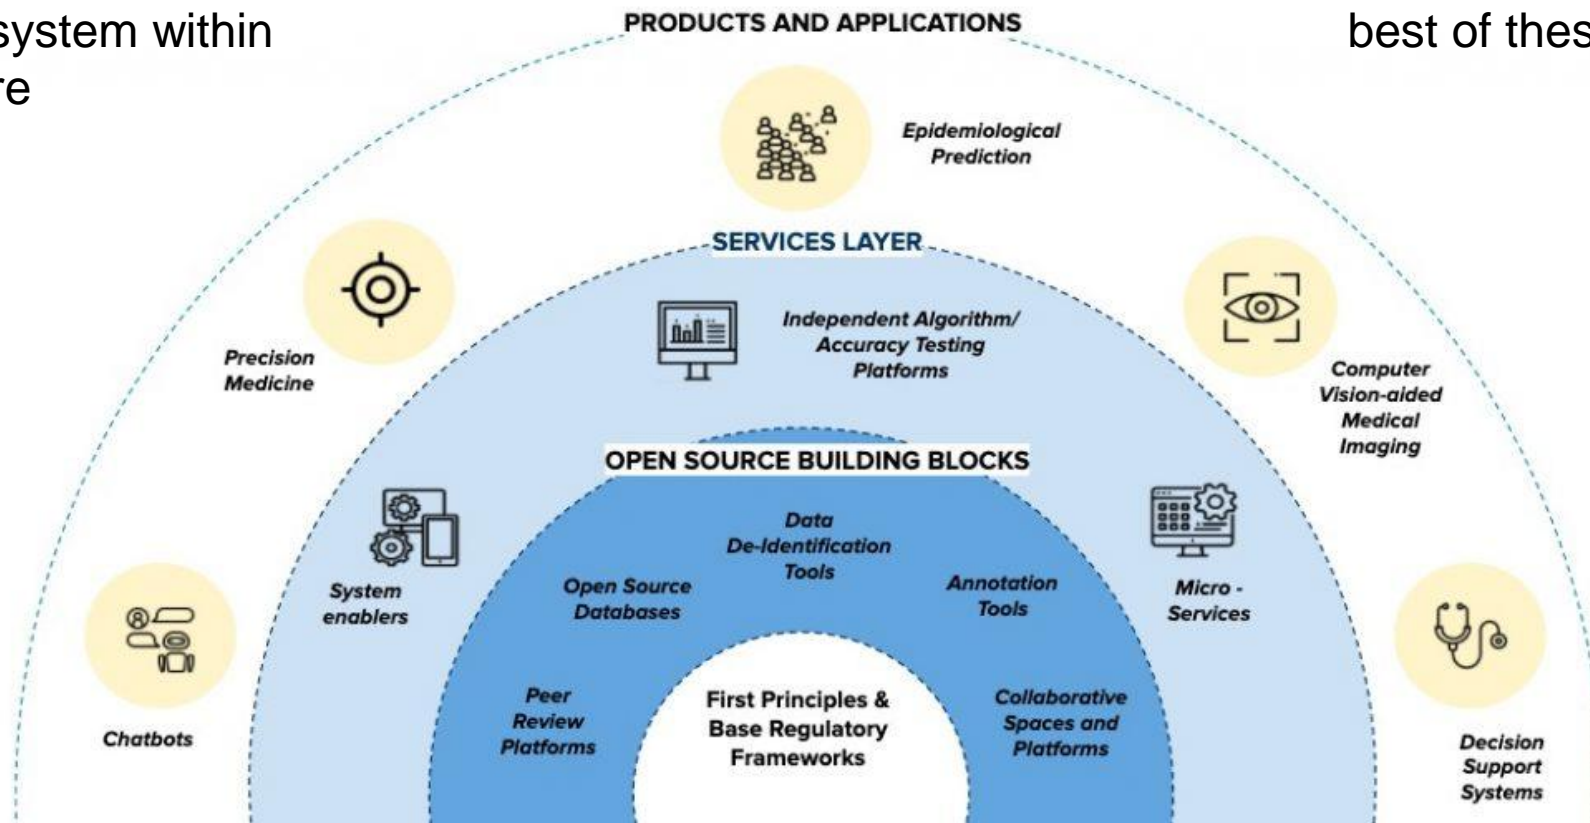 system within
re
PRODUCTS AND APPLICATIONS
best of thes
Epidemiological
Prediction
SERVICES LAYER
Precision
Medicine
Independent Algorithm/
Accuracy Testing
Platforms
Computer
Vision-aided
Medical
Imaging
OPEN SOURCE BUILDING BLOCKS
System
enablers
Open Source
Databases
Data
De-Identification
Tools
Annotation
Tools
Micro -
Services
Chatbots
Peer
Review
Platforms
First Principles &
Base Regulatory
Frameworks
Collaborative
Spaces and
Platforms
Decision
Support
Systems